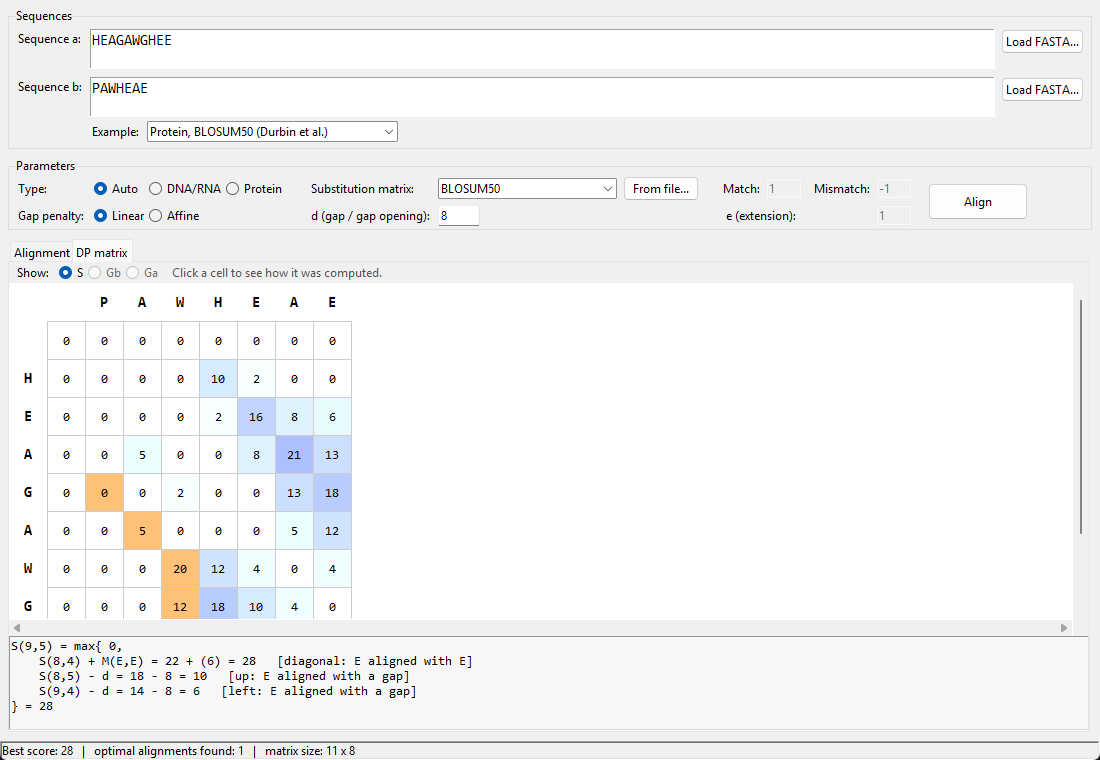 Sequences
Sequence a: HEAGAWGHEE Load FASTA...
Sequence b: PAWHEAE Load FASTA...
Example: Protein, BLOSUM50 (Durbin et al.)
Parameters
Type: Auto DNA/RNA Protein Substitution matrix: BLOSUM50 From file... Match: 1 Mismatch: -1 Align
Gap penalty: Linear Affine d (gap / gap opening): 8 e (extension): 1
Alignment DP matrix
Show: S Gb Ga Click a cell to see how it was computed.
P A W H E A E
0 0 0 0 0 0 0 0
H 0 0 0 0 10 2 0 0
E 0 0 0 0 2 16 8 6
A 0 0 5 0 0 8 21 13
G 0 0 0 2 0 0 13 18
A 0 0 5 0 0 0 5 12
W 0 0 0 20 12 4 0 4
G 0 0 0 12 18 10 4 0
S(9,5) = max{ 0,
S(8,4) + M(E,E) = 22 + (6) = 28 [diagonal: E aligned with E]
S(8,5) - d = 18 - 8 = 10 [up: E aligned with a gap]
S(9,4) - d = 14 - 8 = 6 [left: E aligned with a gap]
} = 28
Best score: 28 | optimal alignments found: 1 | matrix size: 11 x 8